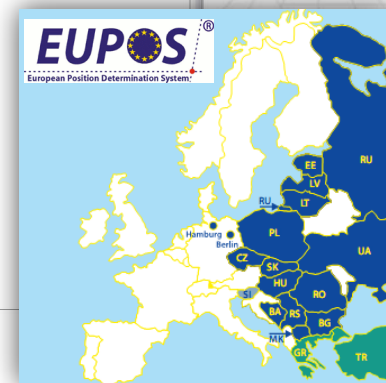 EUPOS®
European Position Determination System
EE
RU
LV
RU
LT
Hamburg
Berlin
PL
CZ
UA
SK
HU
SI
RO
BA
RS
BG
MK
GR
TR